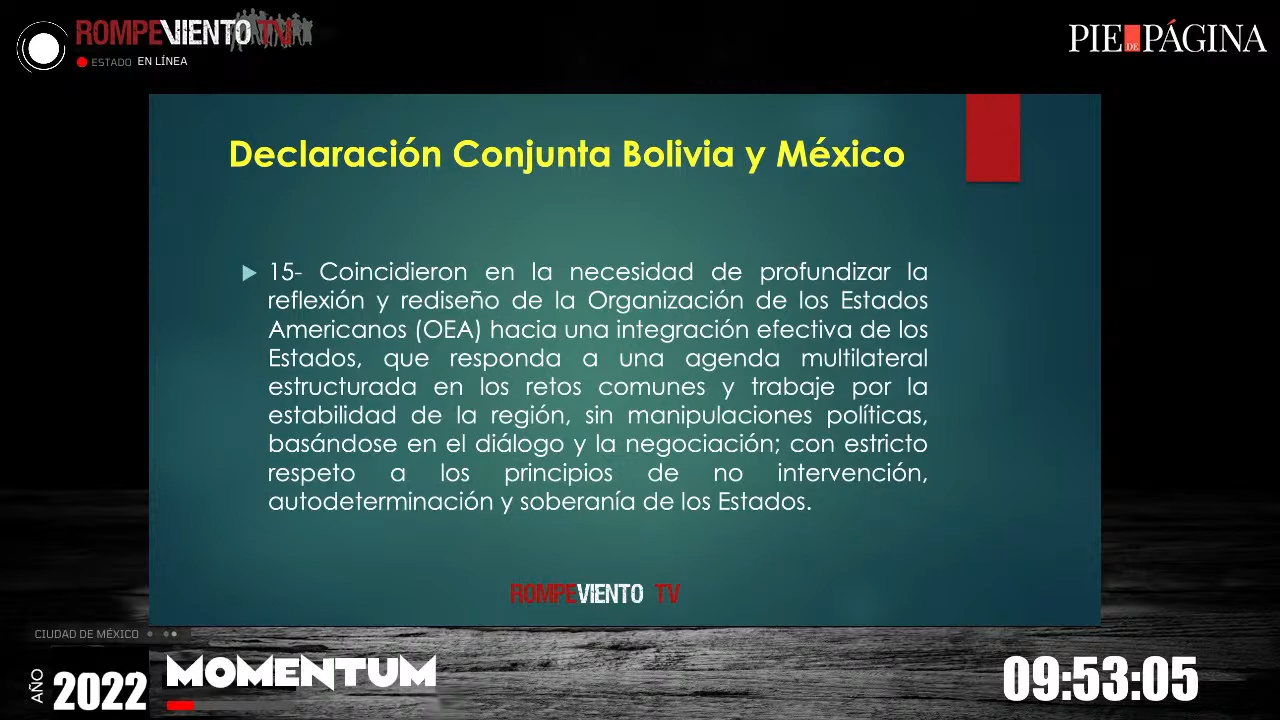 ROMPEVIENTO TV
ESTADO EN LÍNEA
PIE DE PÁGINA
Declaración Conjunta Bolivia y México
15- Coincidieron en la necesidad de profundizar la
reflexión y rediseño de la Organización de los Estados
Americanos (OEA) hacia una integración efectiva de los
Estados, que responda a una agenda multilateral
estructurada en los retos comunes y trabaje por la
estabilidad de la región, sin manipulaciones políticas,
basándose en el diálogo y la negociación; con estricto
respeto a los principios de no intervención,
autodeterminación y soberanía de los Estados.
ROMPEVIENTO TV
CIUDAD DE MÉXICO
AÑO 2022
MOMENTUM
09:53:05